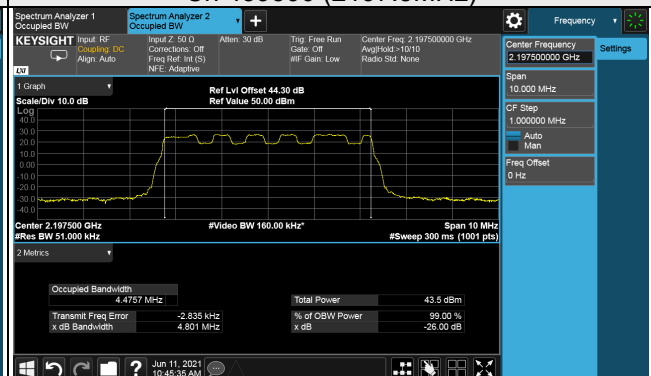 Spectrum Analyzer 1
Occupied BW
Spectrum Analyzer 2
Occupied BW
+
Frequency
KEYSIGHT
Input: RF
Coupling: DC
Align: Auto
Input Z: 50 Ω
Corrections: Off
Freq Ref: Int (S)
NFE: Adaptive
Atten: 30 dB
Trig: Free Run
Gate: Off
#IF Gain: Low
Center Freq: 2.197500000 GHz
Avg|Hold:>10/10
Radio Std: None
LXI
Center Frequency
2.197500000 GHz
Settings
Span
10.000 MHz
CF Step
1.000000 MHz
Auto
Man
Freq Offset
0 Hz
1 Graph
Ref Lvl Offset 44.30 dB
Scale/Div 10.0 dB
Ref Value 50.00 dBm
Log
40.0
30.0
20.0
10.0
0.00
-10.0
-20.0
-30.0
-40.0
Center 2.197500 GHz
#Video BW 160.00 kHz*
Span 10 MHz
#Res BW 51.000 kHz
#Sweep 300 ms (1001 pts)
2 Metrics
Occupied Bandwidth
4.4757 MHz
Total Power
43.5 dBm
Transmit Freq Error
-2.835 kHz
% of OBW Power
99.00 %
x dB Bandwidth
4.801 MHz
x dB
-26.00 dB
?
Jun 11, 2021
10:45:35 AM